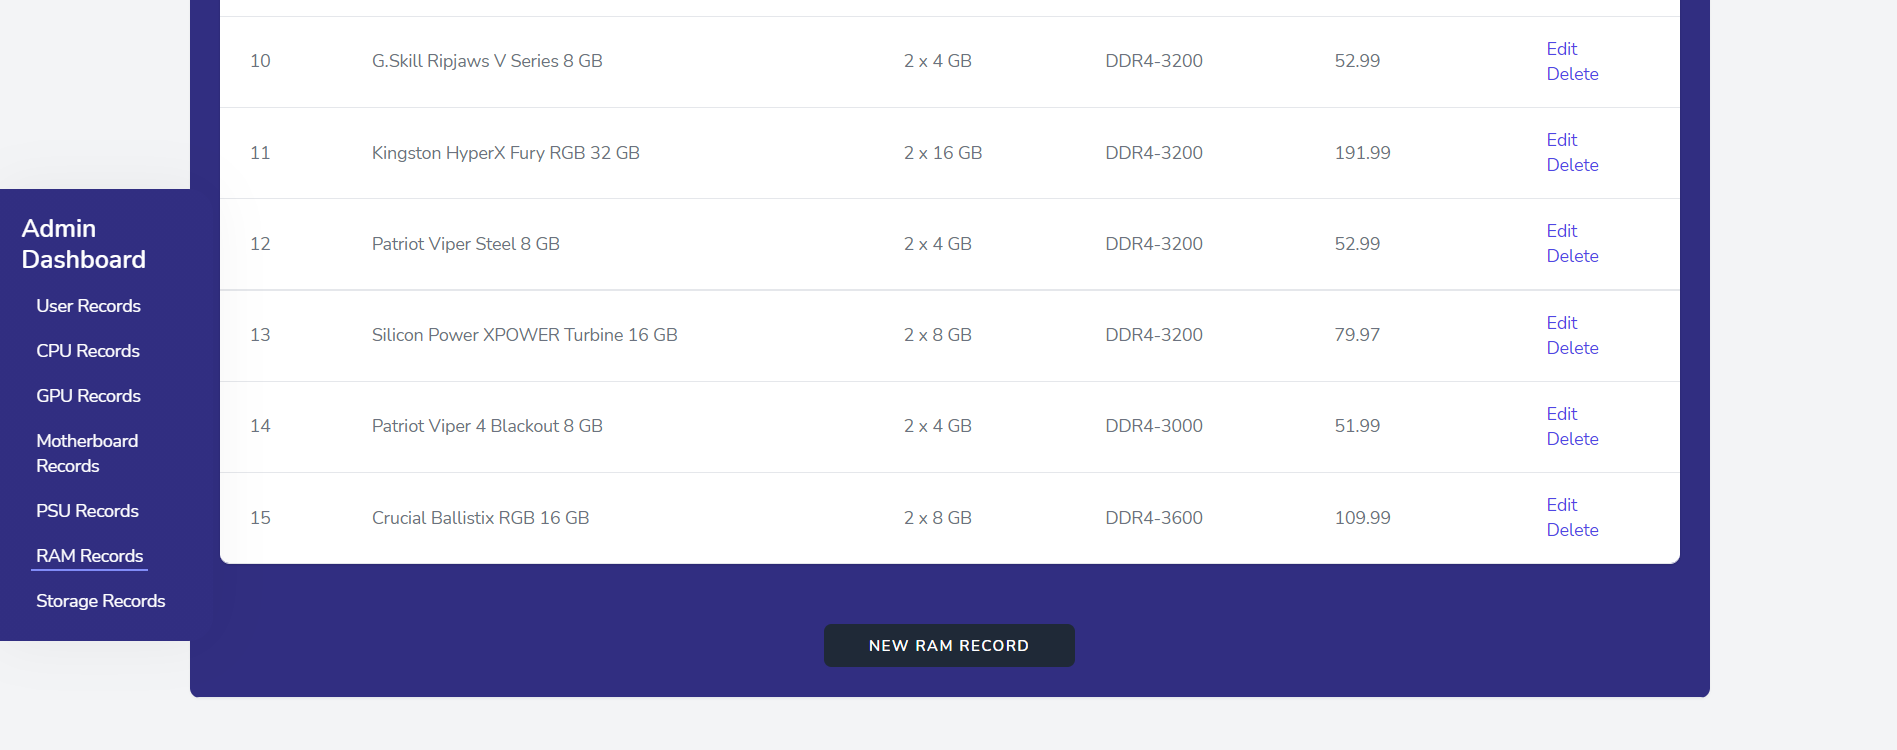 Admin
Dashboard
User Records
CPU Records
GPU Records
Motherboard
Records
PSU Records
RAM Records
Storage Records
10 G.Skill Ripjaws V Series 8 GB 2 x 4 GB DDR4-3200 52.99 Edit
Delete
11 Kingston HyperX Fury RGB 32 GB 2 x 16 GB DDR4-3200 191.99 Edit
Delete
12 Patriot Viper Steel 8 GB 2 x 4 GB DDR4-3200 52.99 Edit
Delete
13 Silicon Power XPOWER Turbine 16 GB 2 x 8 GB DDR4-3200 79.97 Edit
Delete
14 Patriot Viper 4 Blackout 8 GB 2 x 4 GB DDR4-3000 51.99 Edit
Delete
15 Crucial Ballistix RGB 16 GB 2 x 8 GB DDR4-3600 109.99 Edit
Delete
NEW RAM RECORD